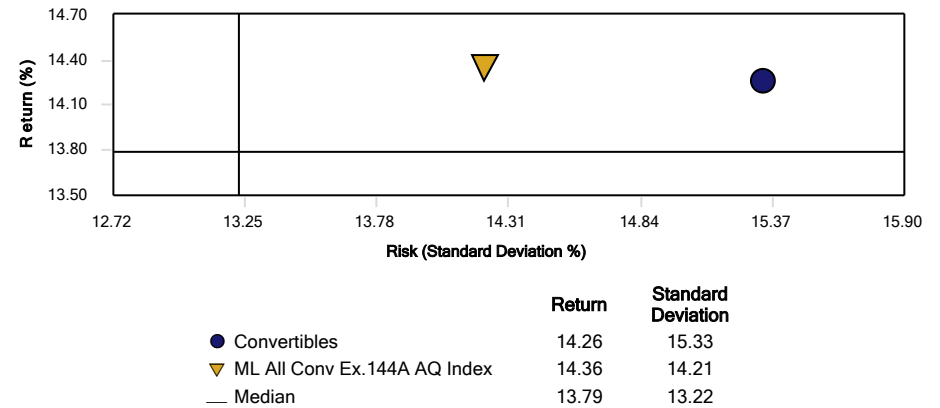 14.70
14.40
14.10
13.80
13.50
Return (%)
12.72 13.25 13.78 14.31 14.84 15.37 15.90
Risk (Standard Deviation %)
Return Standard Deviation
Convertibles 14.26 15.33
ML All Conv Ex.144A AQ Index 14.36 14.21
Median 13.79 13.22